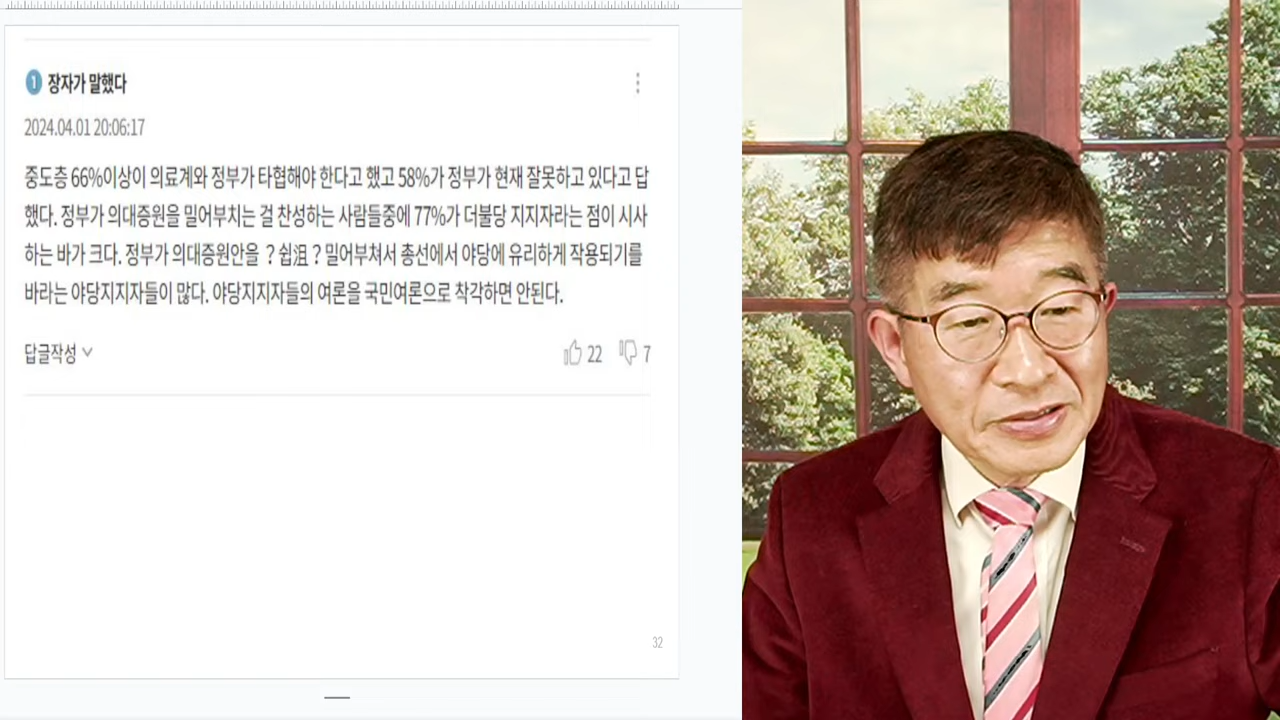 1 장자가 말했다
2024.04.01 20:06:17
중도층 66%이상이 의료계와 정부가 타협해야 한다고 했고 58%가 정부가 현재 잘못하고 있다고 답
했다. 정부가 의대증원을 밀어부치는 걸 찬성하는 사람들중에 77%가 더불당 지지자라는 점이 시사
하는 바가 크다. 정부가 의대증원안을 ？쉽沮？밀어부쳐서 총선에서 야당에 유리하게 작용되기를
바라는 야당지지자들이 많다. 야당지지자들의 여론을 국민여론으로 착각하면 안된다.
답글작성 22 7
32